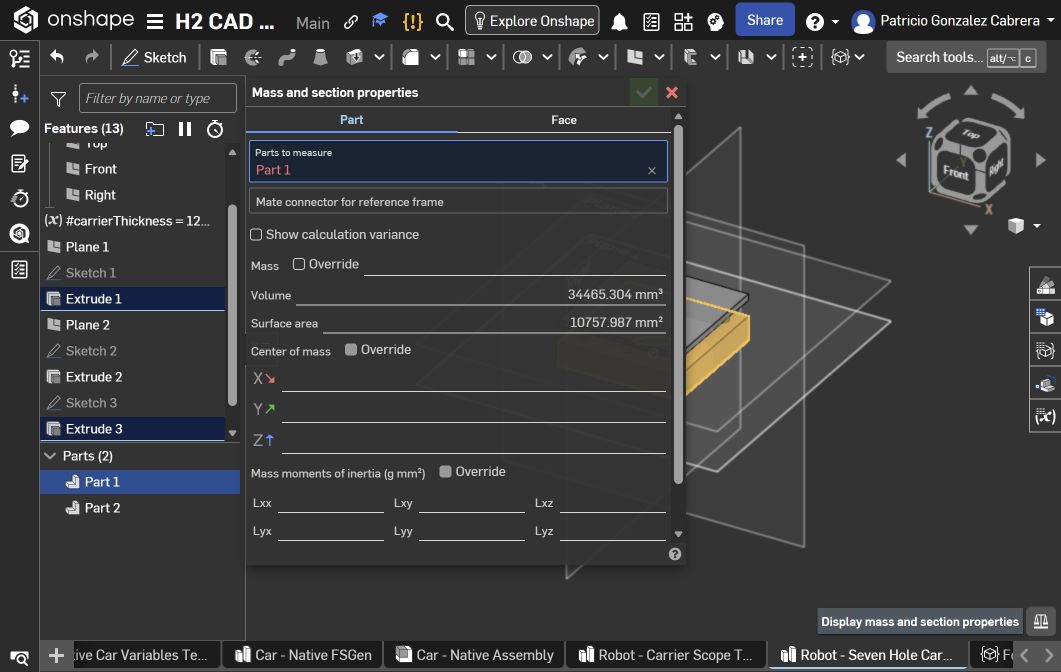 onshape
H2 CAD ...
Main
Explore Onshape
Share
Patricio Gonzalez Cabrera
Sketch
Search tools... alt/⌥ c
Filter by name or type
Features (13)
Top
Front
Right
(x) #carrierThickness = 12...
Plane 1
Sketch 1
Extrude 1
Plane 2
Sketch 2
Extrude 2
Sketch 3
Extrude 3
Parts (2)
Part 1
Part 2
Mass and section properties
Part
Face
Parts to measure
Part 1
Mate connector for reference frame
Show calculation variance
Mass Override
Volume 34465.304 mm³
Surface area 10757.987 mm²
Center of mass Override
X
Y
Z
Mass moments of inertia (g mm²) Override
Lxx Lxy Lxz
Lyx Lyy Lyz
Z
Top
Y
Front
Right
X
Display mass and section properties
tive Car Variables Te...
Car - Native FSGen
Car - Native Assembly
Robot - Carrier Scope T...
Robot - Seven Hole Car...